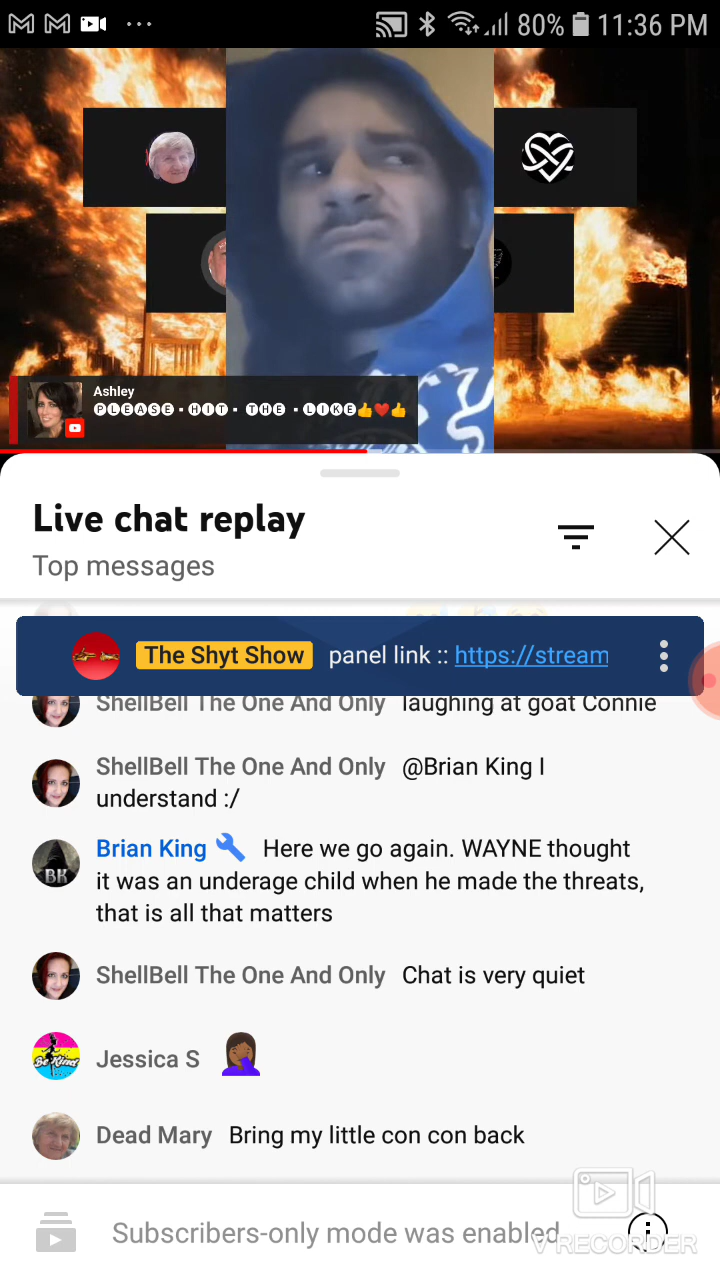 80% 11:36 PM
Ashley
PLEASE • HIT • THE • LIKE👍❤️👍
Live chat replay
Top messages
The Shyt Show panel link :: https://stream
ShellBell The One And Only laughing at goat Connie
ShellBell The One And Only @Brian King I
understand :/
BK
Brian King 🔧 Here we go again. WAYNE thought
it was an underage child when he made the threats,
that is all that matters
ShellBell The One And Only Chat is very quiet
Be Kind
Jessica S 🤦🏾‍♀️
Dead Mary Bring my little con con back
Subscribers-only mode was enabled
V RECORDER